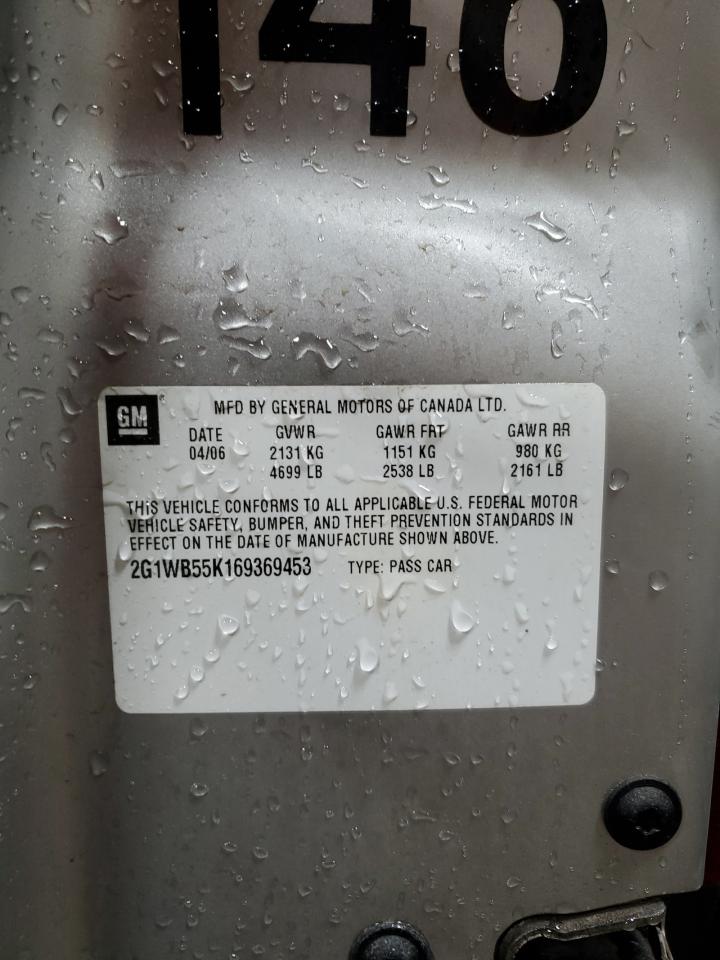 146
GM
MFD BY GENERAL MOTORS OF CANADA LTD.
DATE GVWR GAWR FRT GAWR RR
04/06 2131 KG 1151 KG 980 KG
4699 LB 2538 LB 2161 LB
THIS VEHICLE CONFORMS TO ALL APPLICABLE U.S. FEDERAL MOTOR
VEHICLE SAFETY, BUMPER, AND THEFT PREVENTION STANDARDS IN
EFFECT ON THE DATE OF MANUFACTURE SHOWN ABOVE.
2G1WB55K169369453 TYPE: PASS CAR